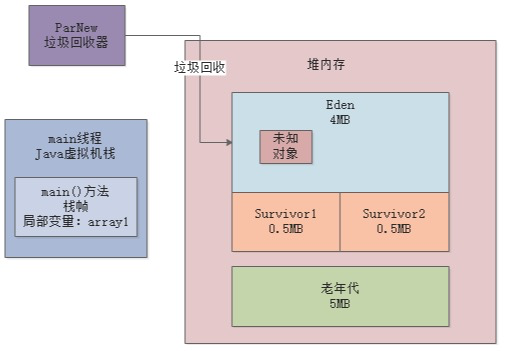 ParNew
垃圾回收器
垃圾回收
堆内存
Eden
4MB
未知
对象
main线程
Java虚拟机栈
main()方法
栈帧
局部变量：array1
Survivor1
0.5MB
Survivor2
0.5MB
老年代
5MB